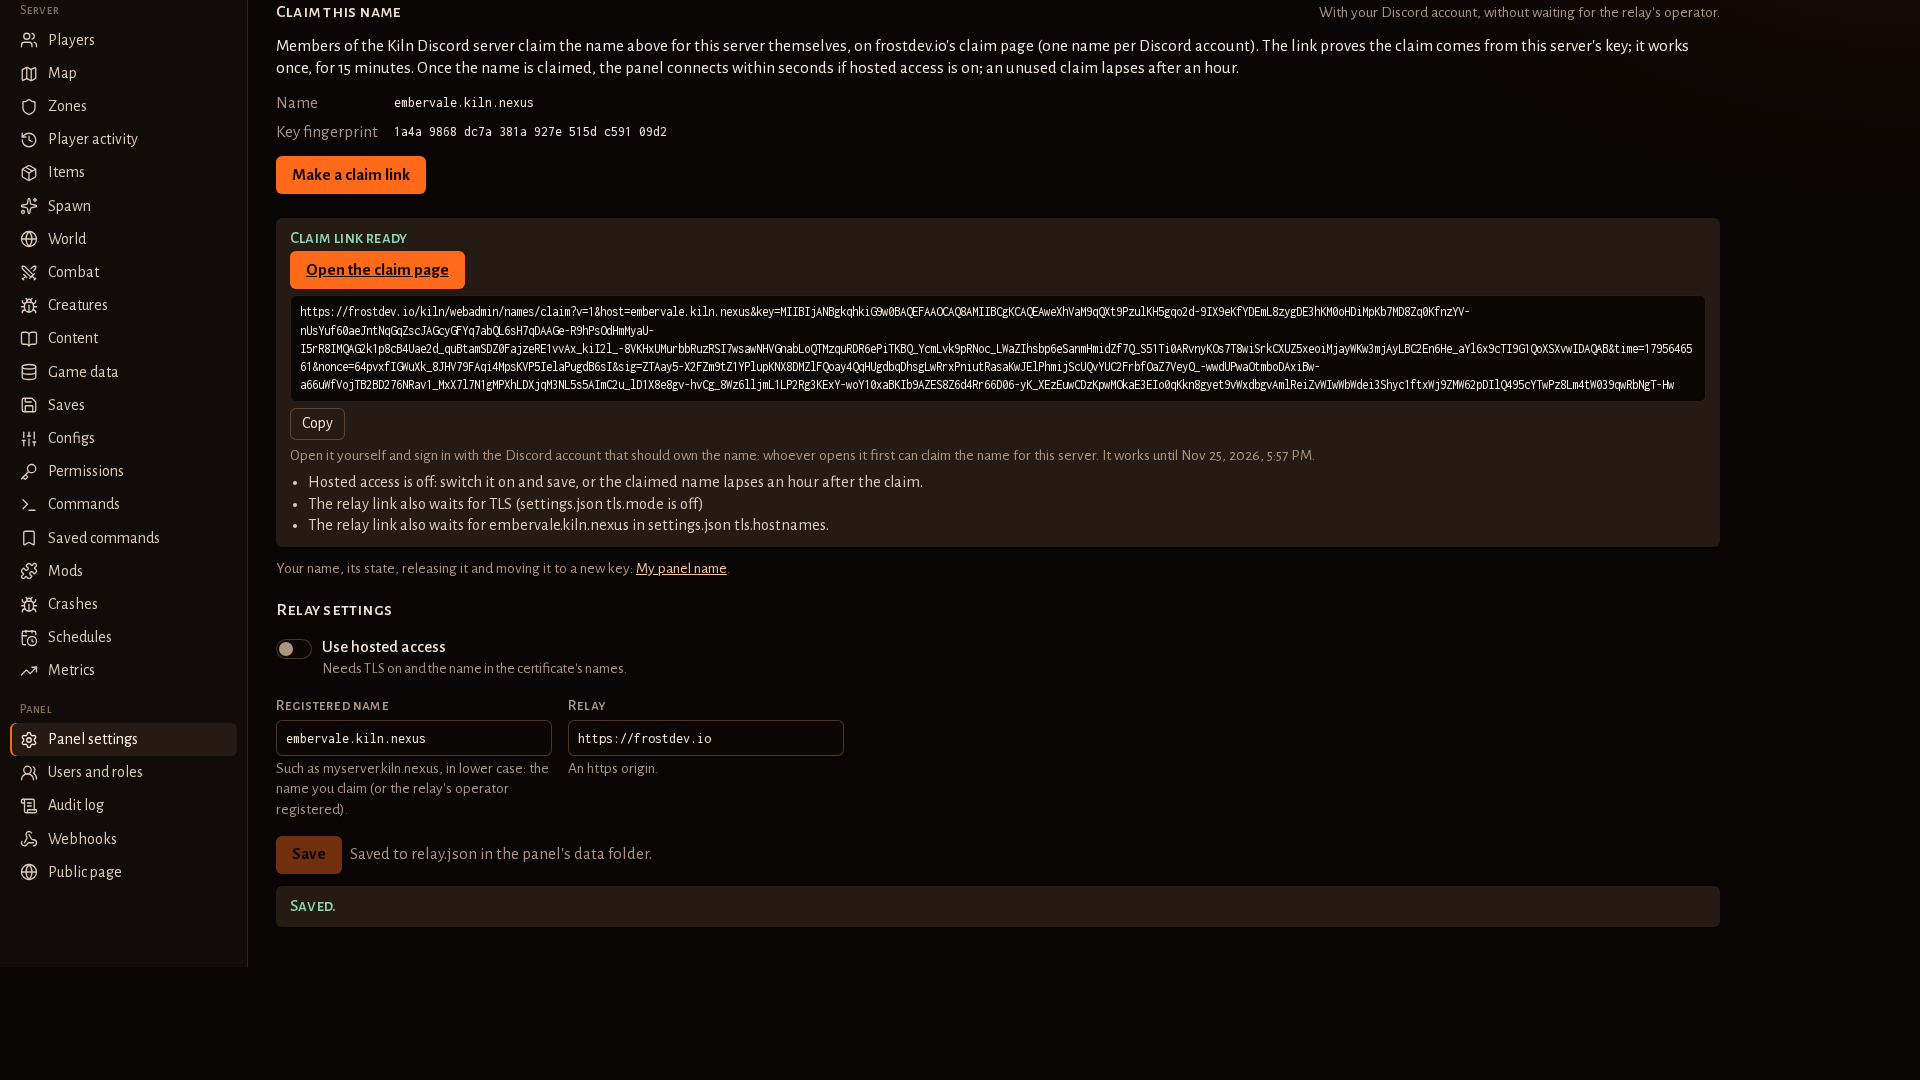 Server
Players
Map
Zones
Player activity
Items
Spawn
World
Combat
Creatures
Content
Game data
Saves
Configs
Permissions
Commands
Saved commands
Mods
Crashes
Schedules
Metrics
Panel
Panel settings
Users and roles
Audit log
Webhooks
Public page
Claim this name
With your Discord account, without waiting for the relay's operator.
Members of the Kiln Discord server claim the name above for this server themselves, on frostdev.io's claim page (one name per Discord account). The link proves the claim comes from this server's key; it works
once, for 15 minutes. Once the name is claimed, the panel connects within seconds if hosted access is on; an unused claim lapses after an hour.
Name embervale.kiln.nexus
Key fingerprint 1a4a 9868 dc7a 381a 927e 515d c591 09d2
Make a claim link
Claim link ready
Open the claim page
Copy
Open it yourself and sign in with the Discord account that should own the name: whoever opens it first can claim the name for this server. It works until Nov 25, 2026, 5:57 PM.
• Hosted access is off: switch it on and save, or the claimed name lapses an hour after the claim.
• The relay link also waits for TLS (settings.json tls.mode is off)
• The relay link also waits for embervale.kiln.nexus in settings.json tls.hostnames.
Your name, its state, releasing it and moving it to a new key: My panel name.
Relay settings
Use hosted access
Needs TLS on and the name in the certificate's names.
Registered name
embervale.kiln.nexus
Such as myserver.kiln.nexus, in lower case: the
name you claim (or the relay's operator
registered).
Relay
https://frostdev.io
An https origin.
Save Saved to relay.json in the panel's data folder.
Saved.